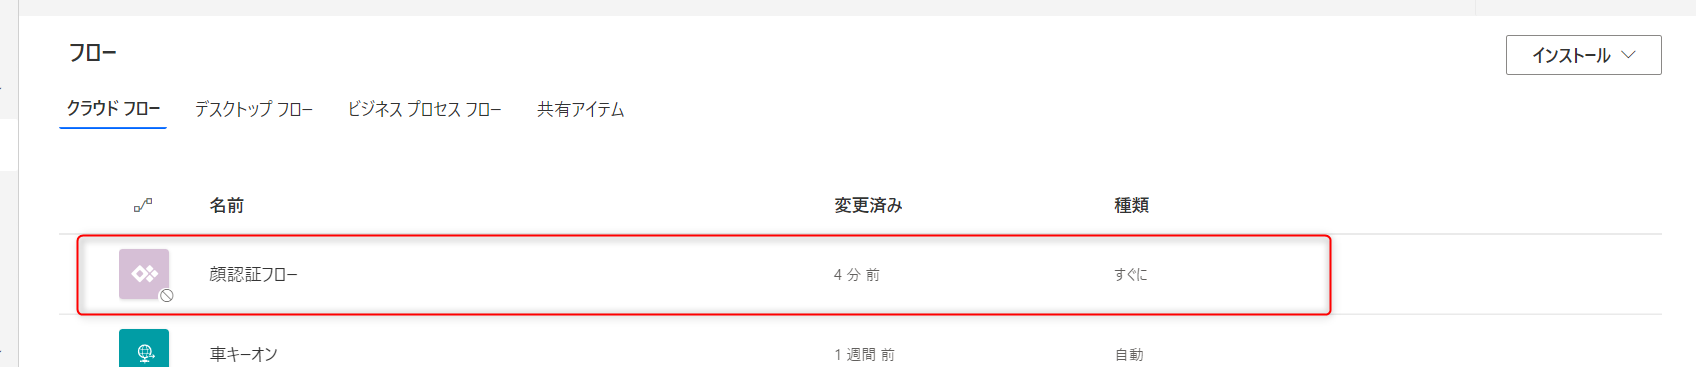 フロー
インストール
クラウド フロー デスクトップ フロー ビジネス プロセス フロー 共有アイテム
名前 変更済み 種類
顔認証フロー 4 分 前 すぐに
車キーオン 1 週間 前 自動